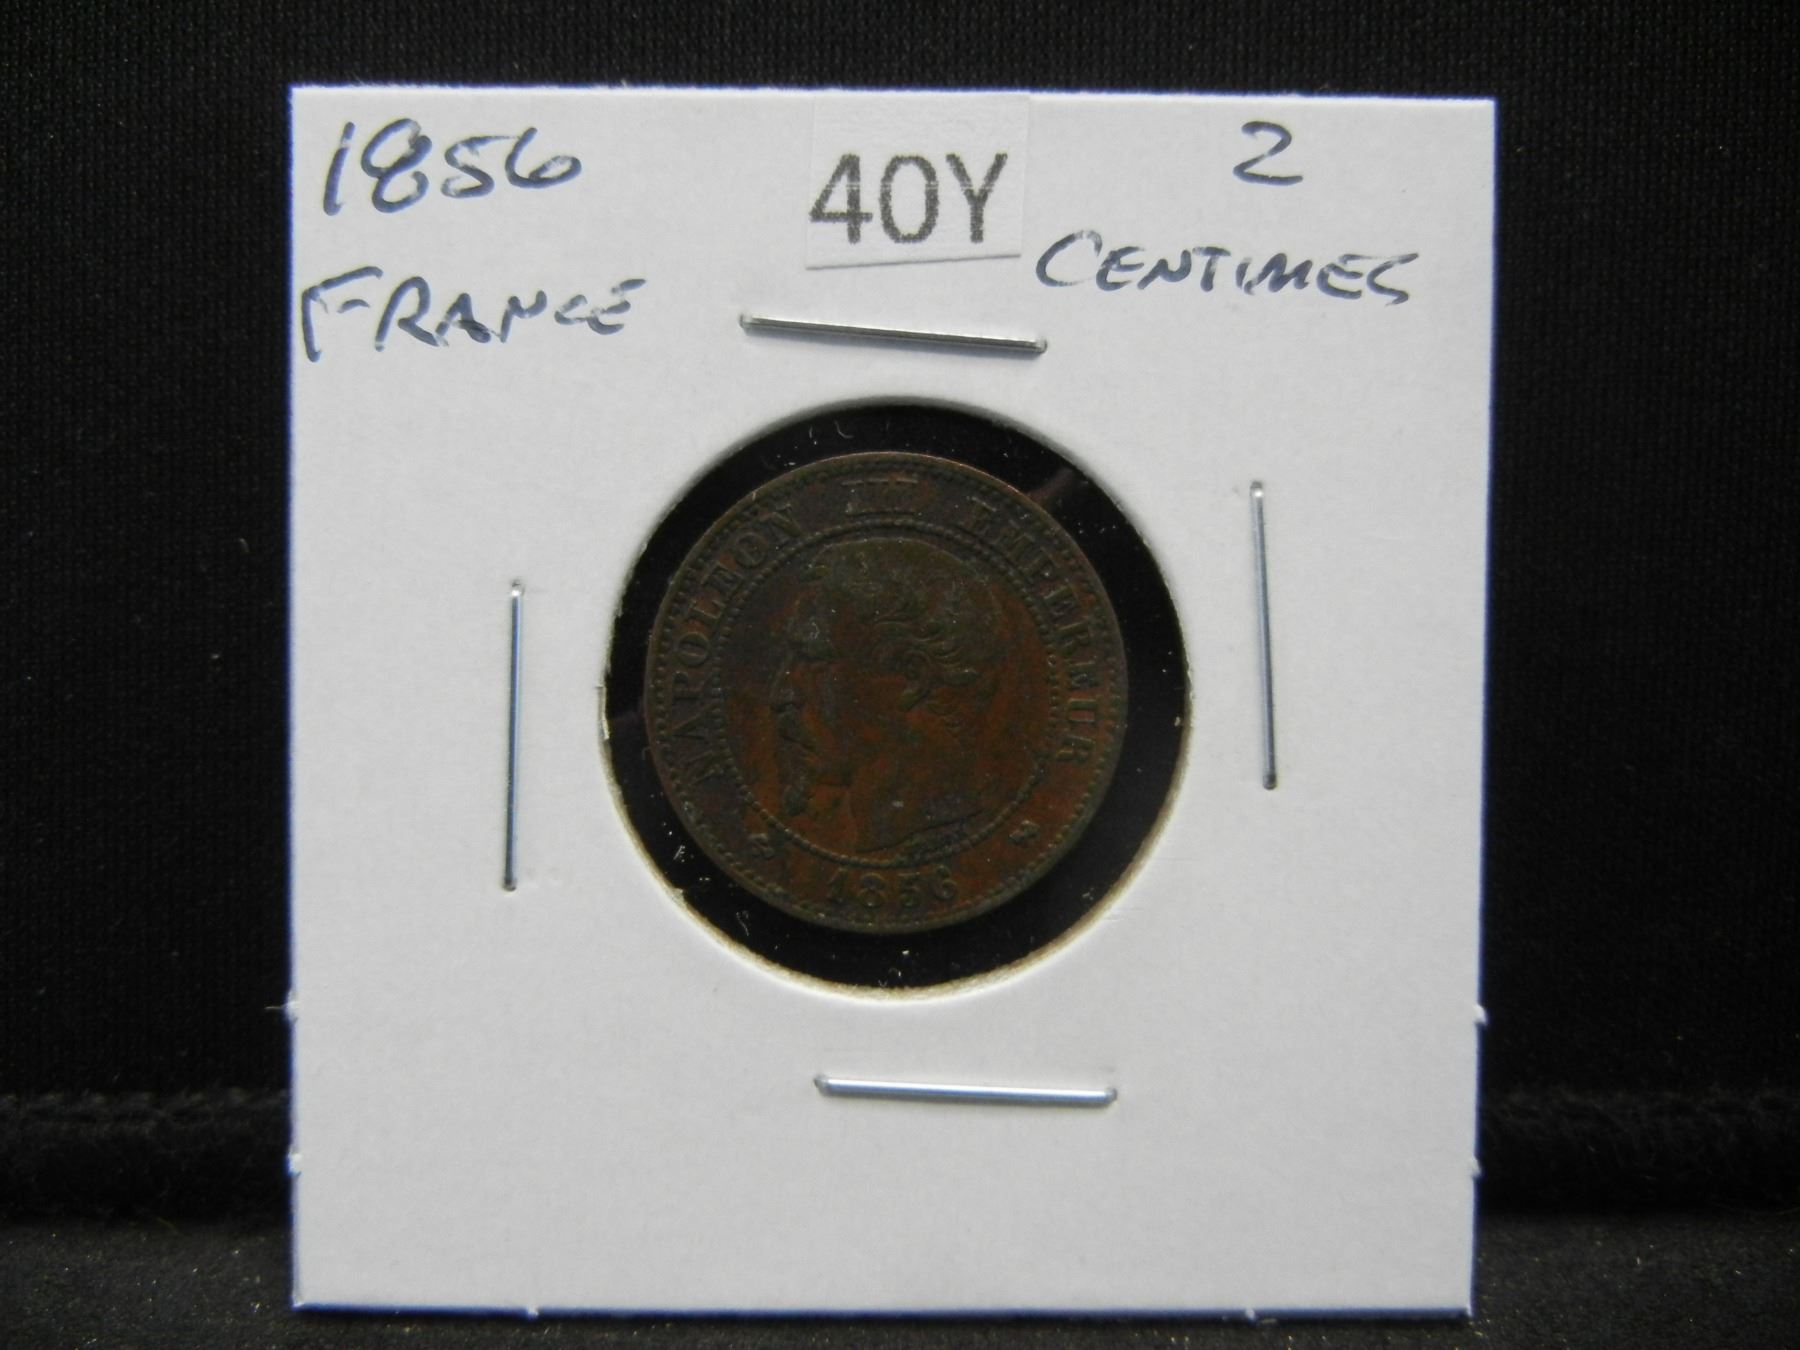 1856
FRANCE
40Y
2
CENTIMES
NAPOLEON III EMPEREUR
1856